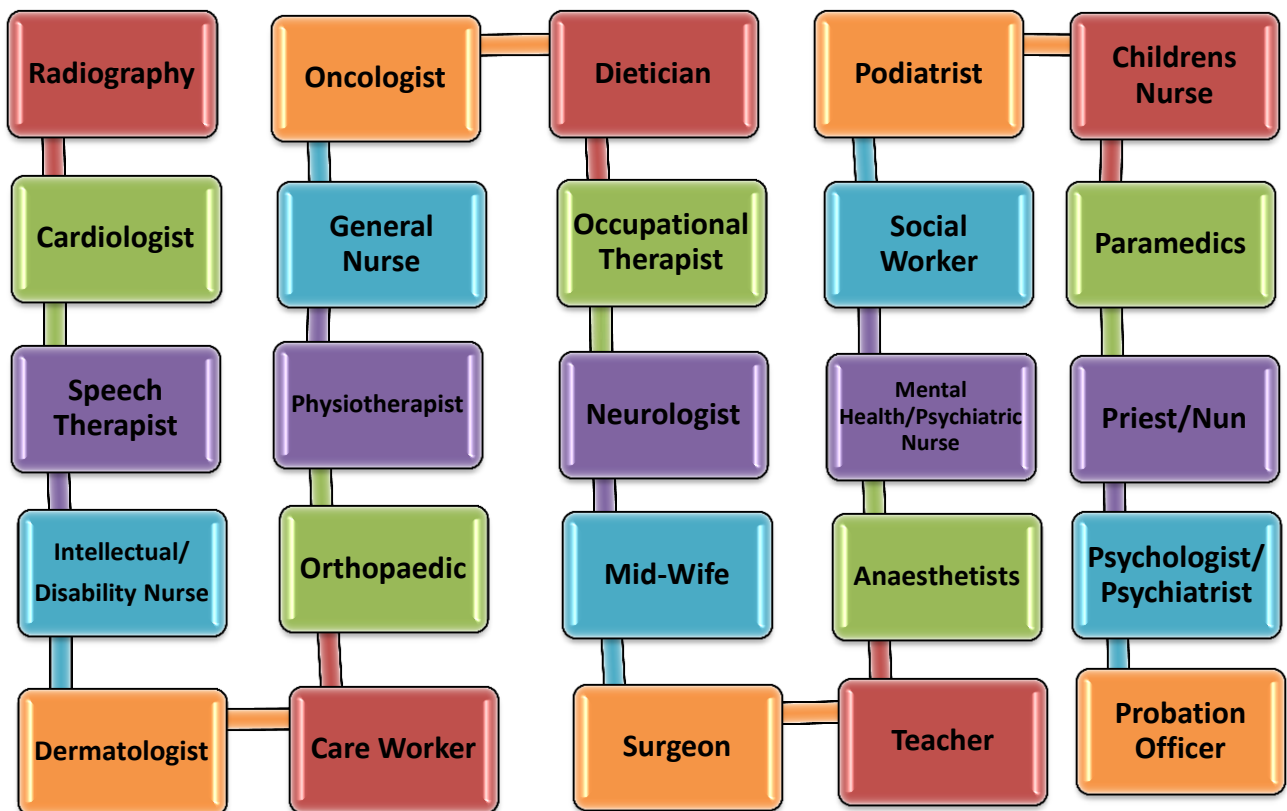 Radiography
Cardiologist
Speech
Therapist
Intellectual/
Disability Nurse
Dermatologist
Care Worker
Orthopaedic
Physiotherapist
General
Nurse
Oncologist
Dietician
Occupational
Therapist
Neurologist
Mid-Wife
Surgeon
Teacher
Anaesthetists
Mental
Health/Psychiatric
Nurse
Social
Worker
Podiatrist
Childrens
Nurse
Paramedics
Priest/Nun
Psychologist/
Psychiatrist
Probation
Officer